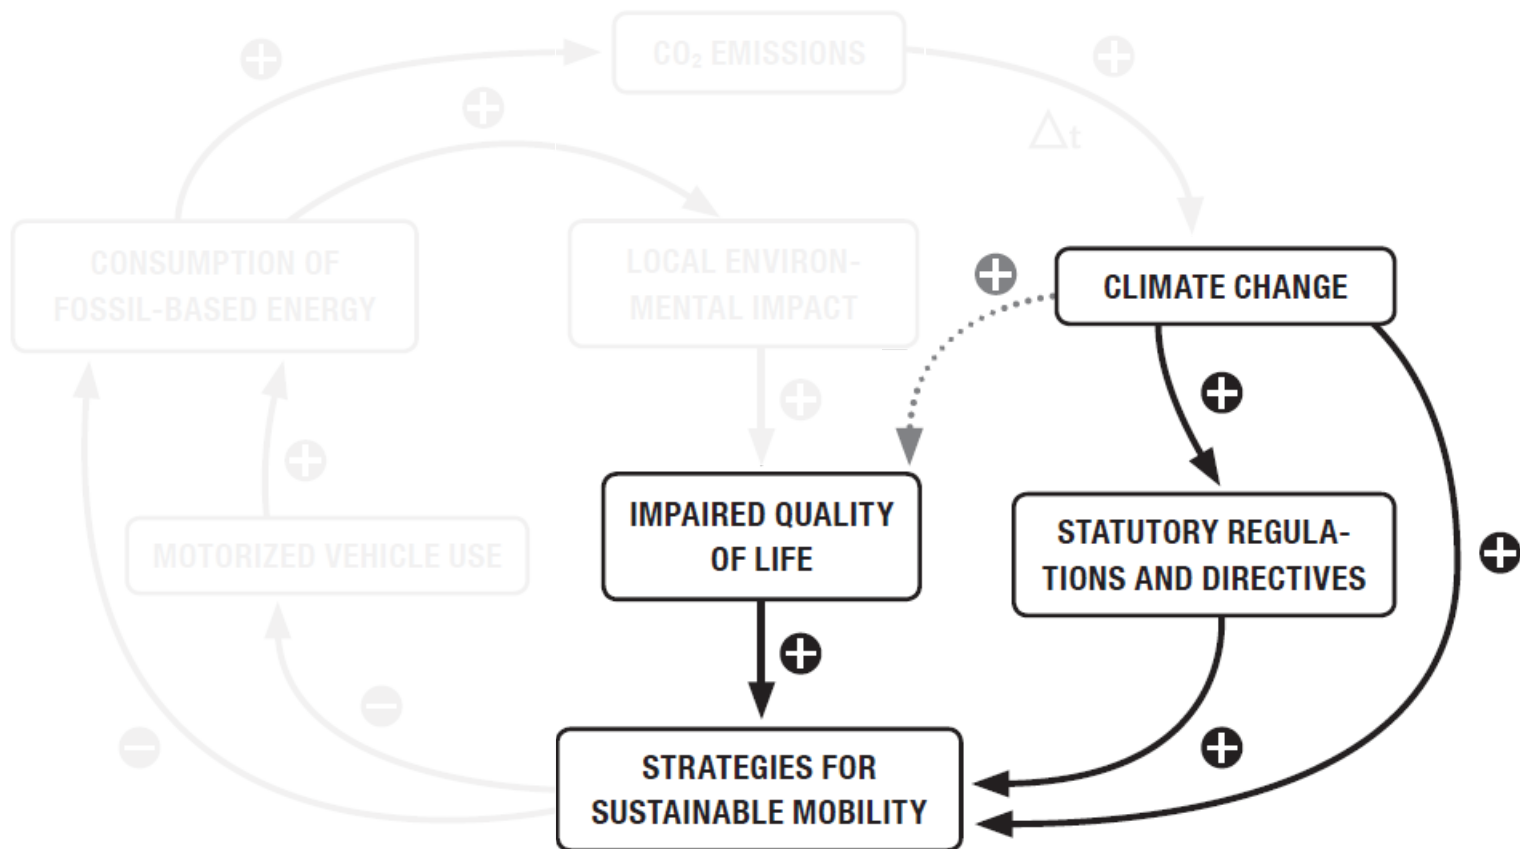 CO₂ EMISSIONS
Δt
CONSUMPTION OF
FOSSIL-BASED ENERGY
LOCAL ENVIRON-
MENTAL IMPACT
CLIMATE CHANGE
IMPAIRED QUALITY
OF LIFE
STATUTORY REGULA-
TIONS AND DIRECTIVES
MOTORIZED VEHICLE USE
STRATEGIES FOR
SUSTAINABLE MOBILITY